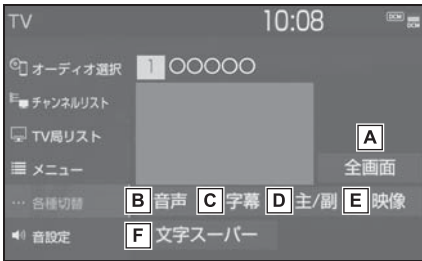 TV 10:08 DCM
オーディオ選択 1 ○○○○○
チャンネルリスト
TV局リスト A
メニュー 全画面
… 各種切替 B 音声 C 字幕 D 主/副 E 映像
音設定 F 文字スーパー